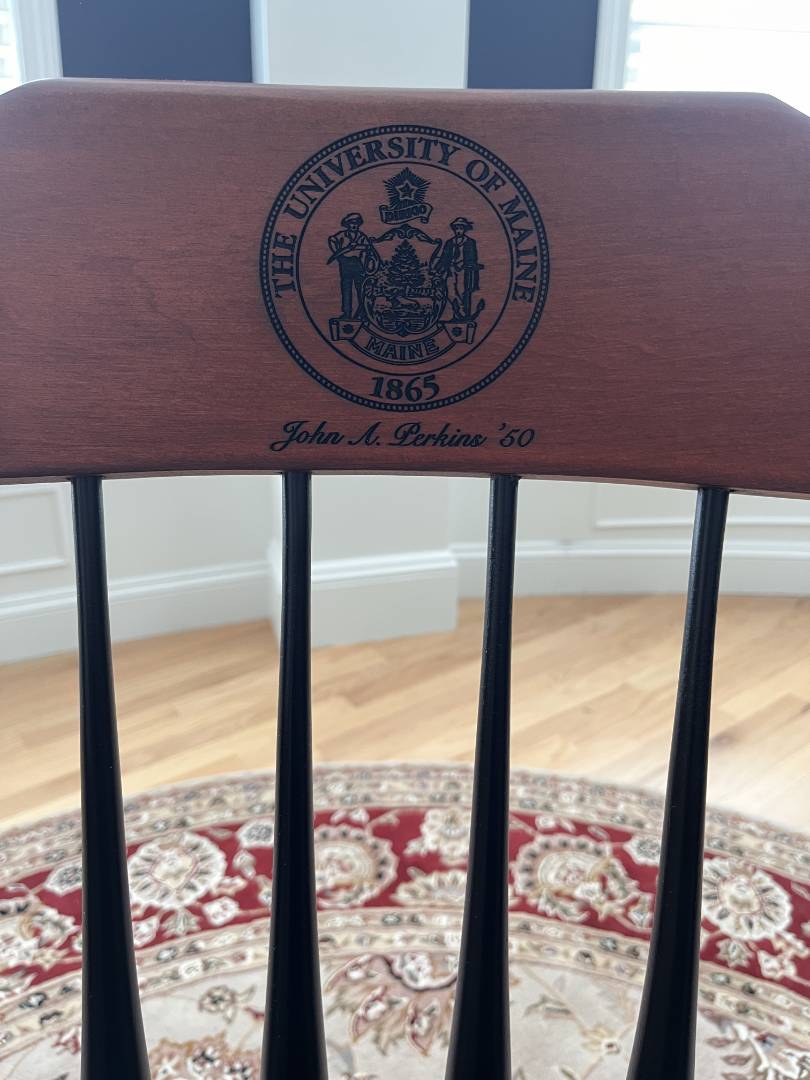 THE UNIVERSITY OF MAINE
DIRIGO
MAINE
1865
John A. Perkins '50